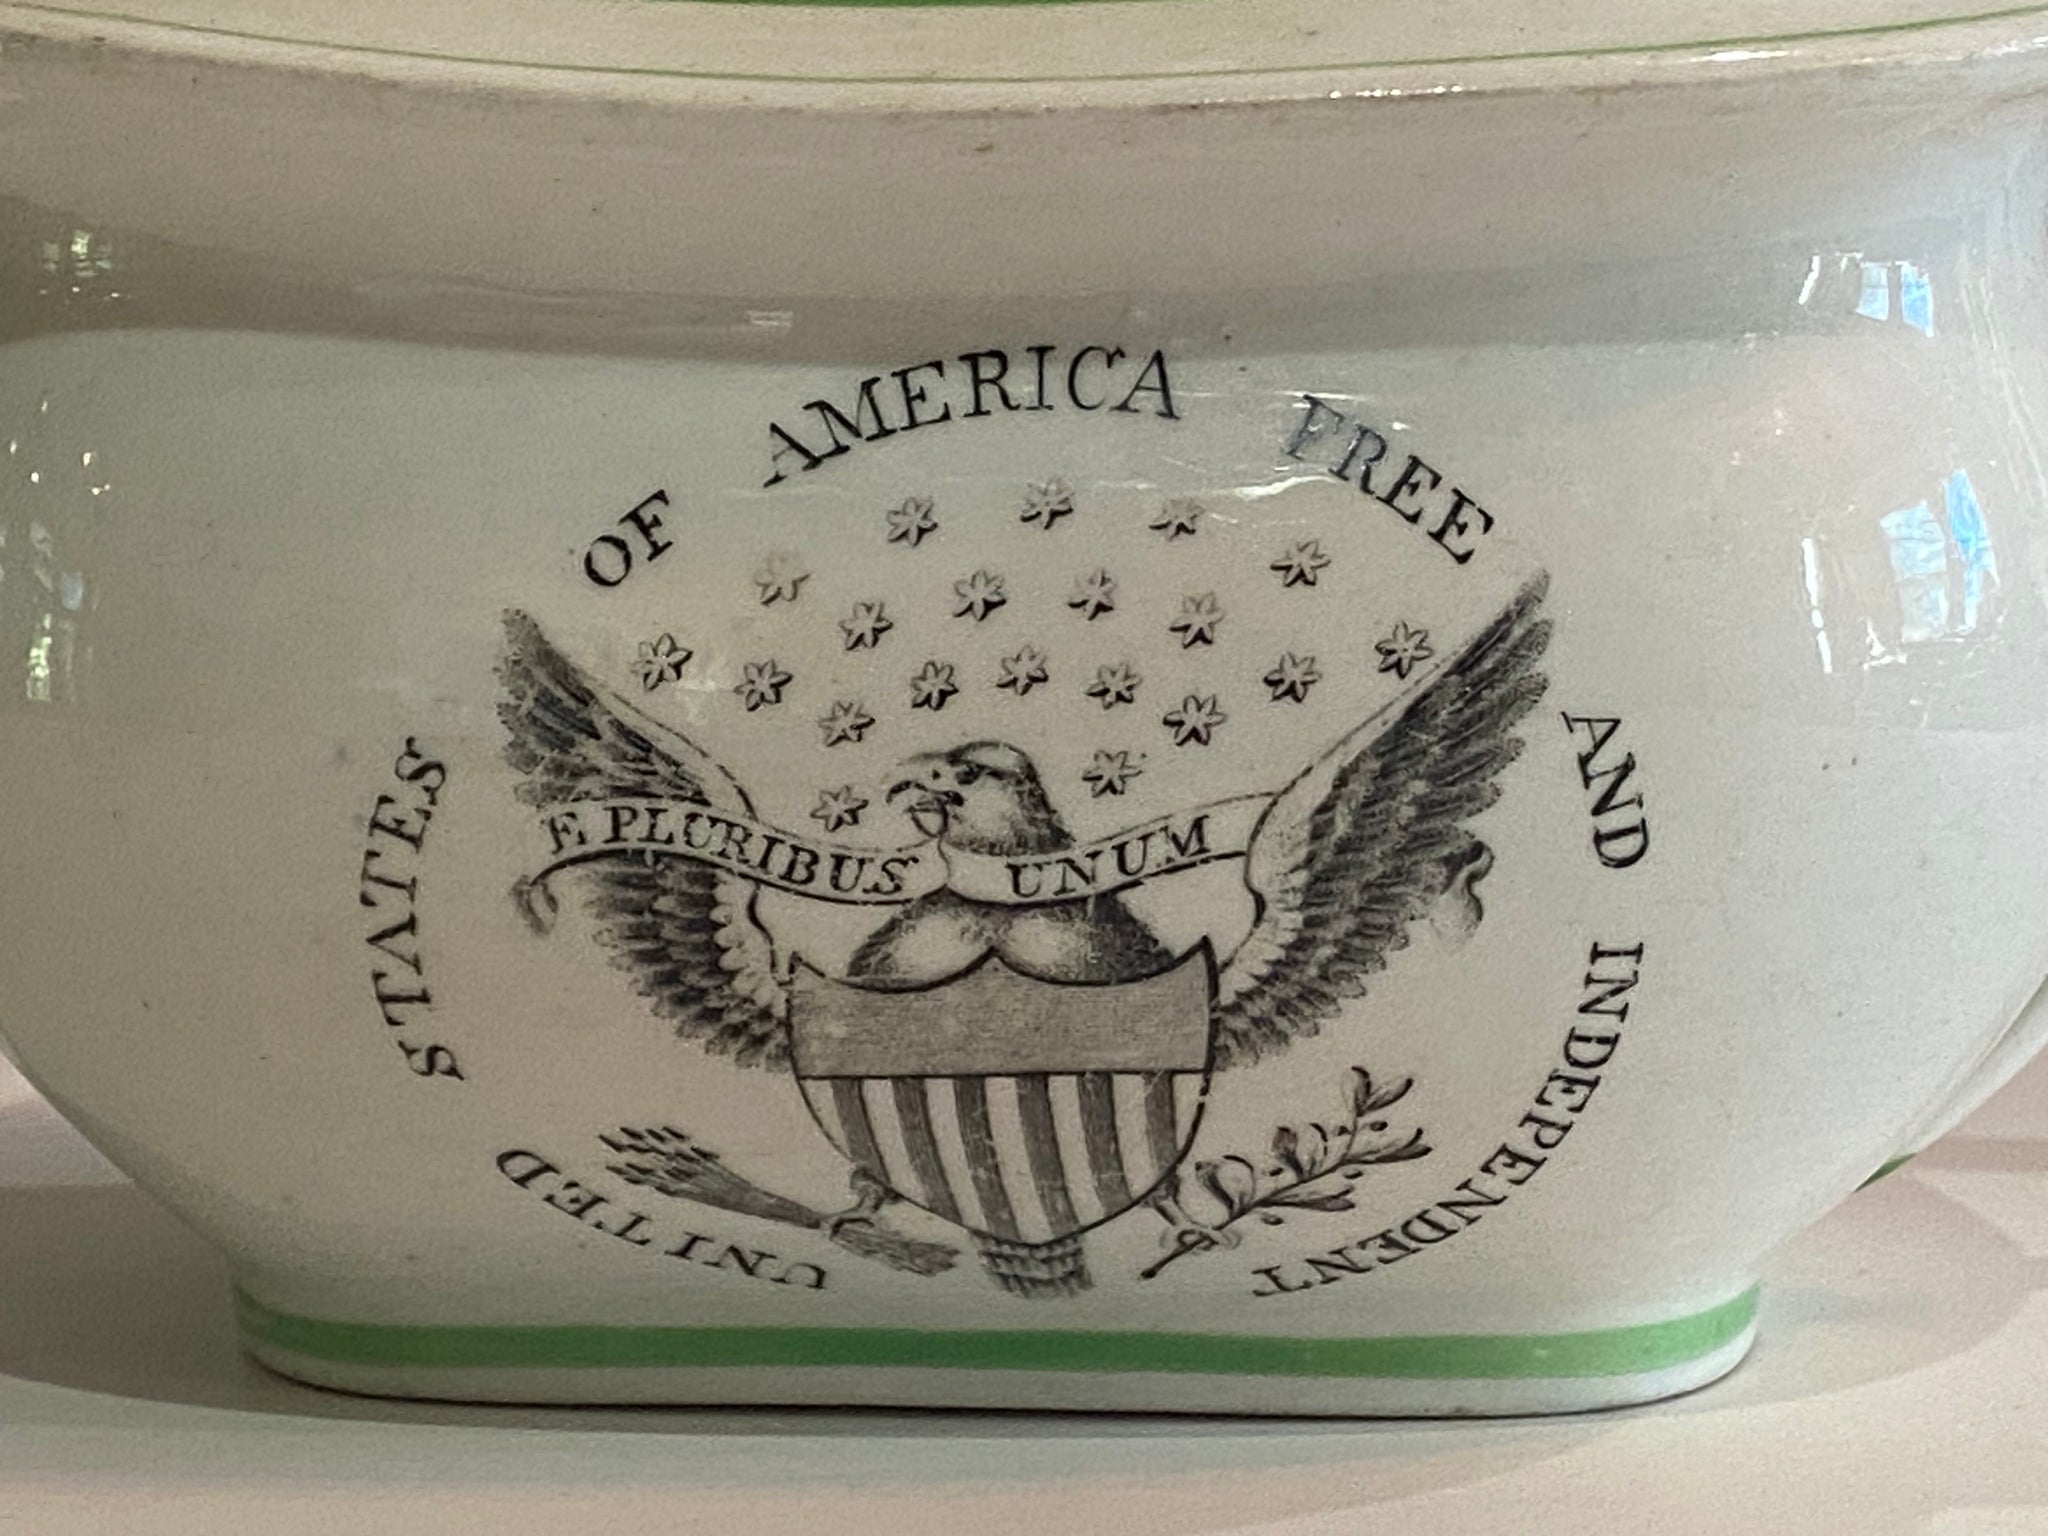 UNITED STATES OF AMERICA FREE AND INDEPENDENT
E PLURIBUS UNUM